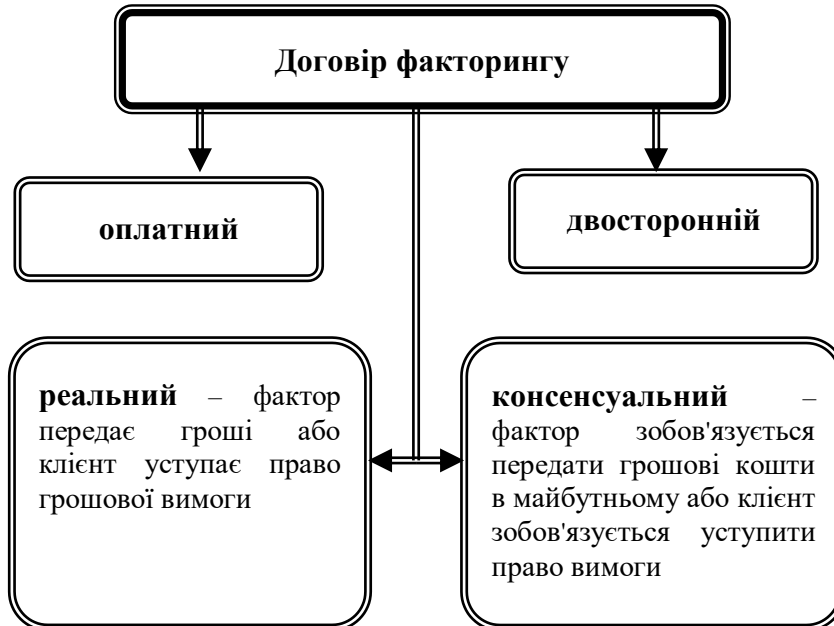 Договір факторингу
оплатний
двосторонній
реальний – фактор
передає гроші або
клієнт уступає право
грошової вимоги
консенсуальний –
фактор зобов'язується
передати грошові кошти
в майбутньому або клієнт
зобов'язується уступити
право вимоги